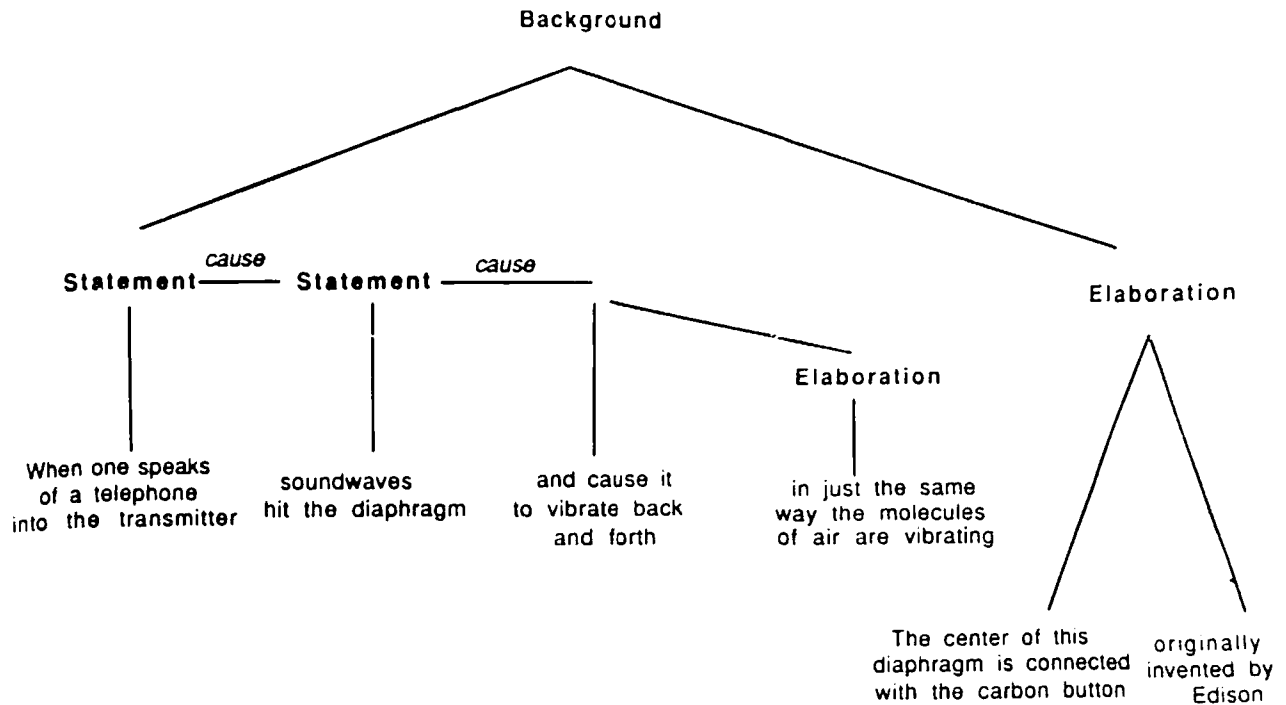 Background
cause
cause
Statement
Statement
Elaboration
Elaboration
When one speaks
of a telephone
into the transmitter
soundwaves
hit the diaphragm
and cause it
to vibrate back
and forth
in just the same
way the molecules
of air are vibrating
The center of this
diaphragm is connected
with the carbon button
originally
invented by
Edison